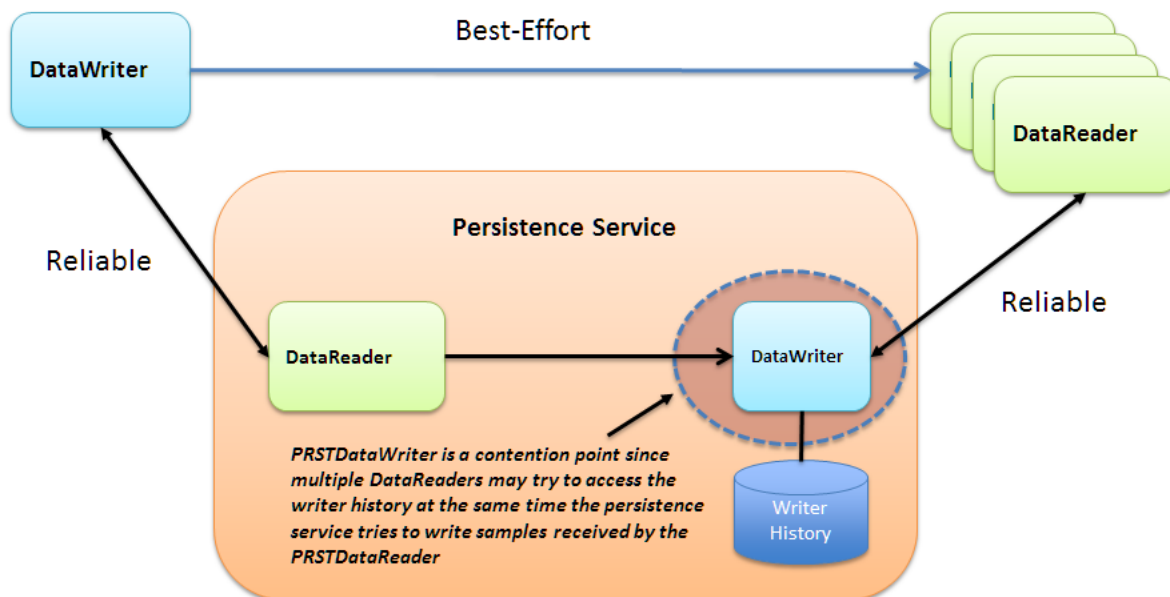 Best-Effort
DataWriter
DataReader
Persistence Service
Reliable
Reliable
DataReader
DataWriter
PRSTDataWriter is a contention point since
multiple DataReaders may try to access the
writer history at the same time the persistence
service tries to write samples received by the
PRSTDataReader
Writer
History